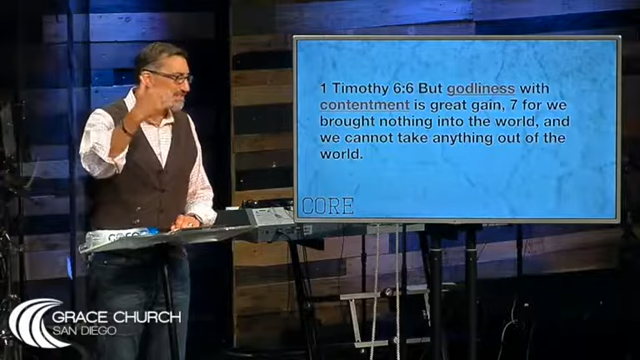 1 Timothy 6:6 But godliness with
contentment is great gain, 7 for we
brought nothing into the world, and
we cannot take anything out of the
world.
CORE
GRACE CHURCH
SAN DIEGO